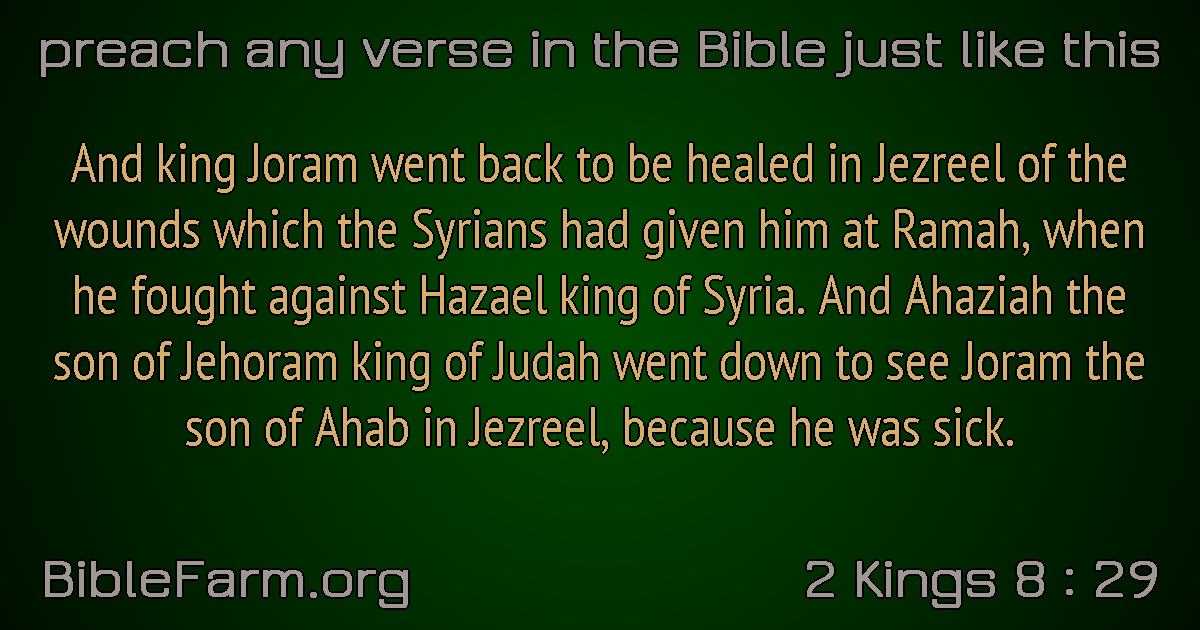 preach any verse in the Bible just like this
And king Joram went back to be healed in Jezreel of the
wounds which the Syrians had given him at Ramah, when
he fought against Hazael king of Syria. And Ahaziah the
son of Jehoram king of Judah went down to see Joram the
son of Ahab in Jezreel, because he was sick.
BibleFarm.org
2 Kings 8 : 29